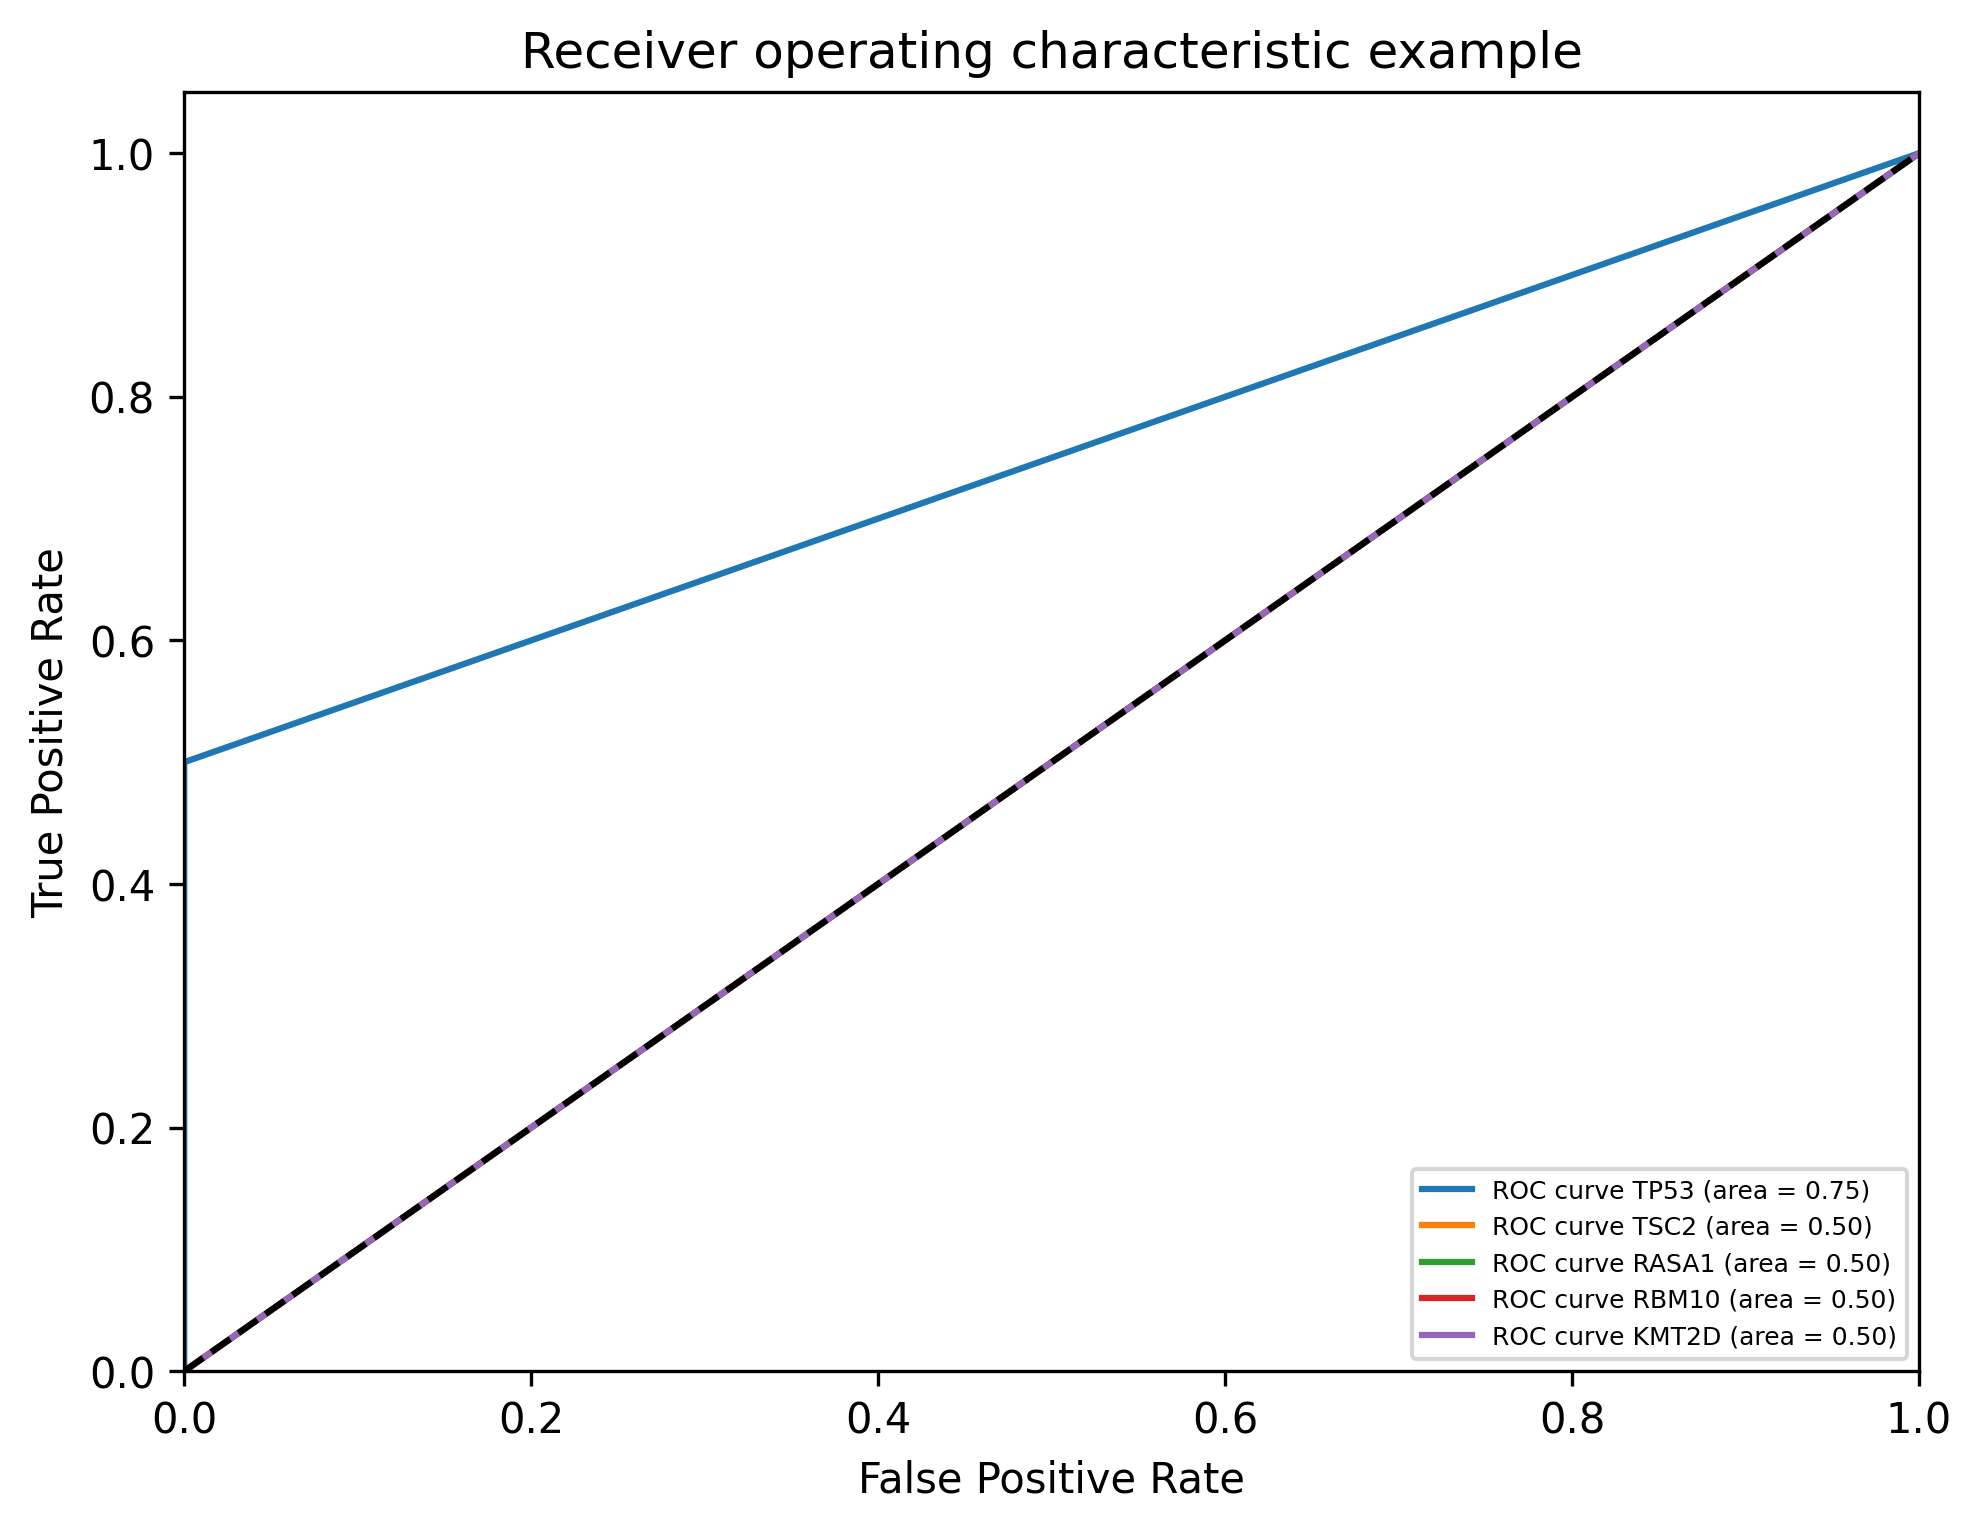 Receiver operating characteristic example
True Positive Rate
1.0
0.8
0.6
0.4
0.2
0.0
ROC curve TP53 (area = 0.75)
ROC curve TSC2 (area = 0.50)
ROC curve RASA1 (area = 0.50)
ROC curve RBM10 (area = 0.50)
ROC curve KMT2D (area = 0.50)
0.0 0.2 0.4 0.6 0.8 1.0
False Positive Rate